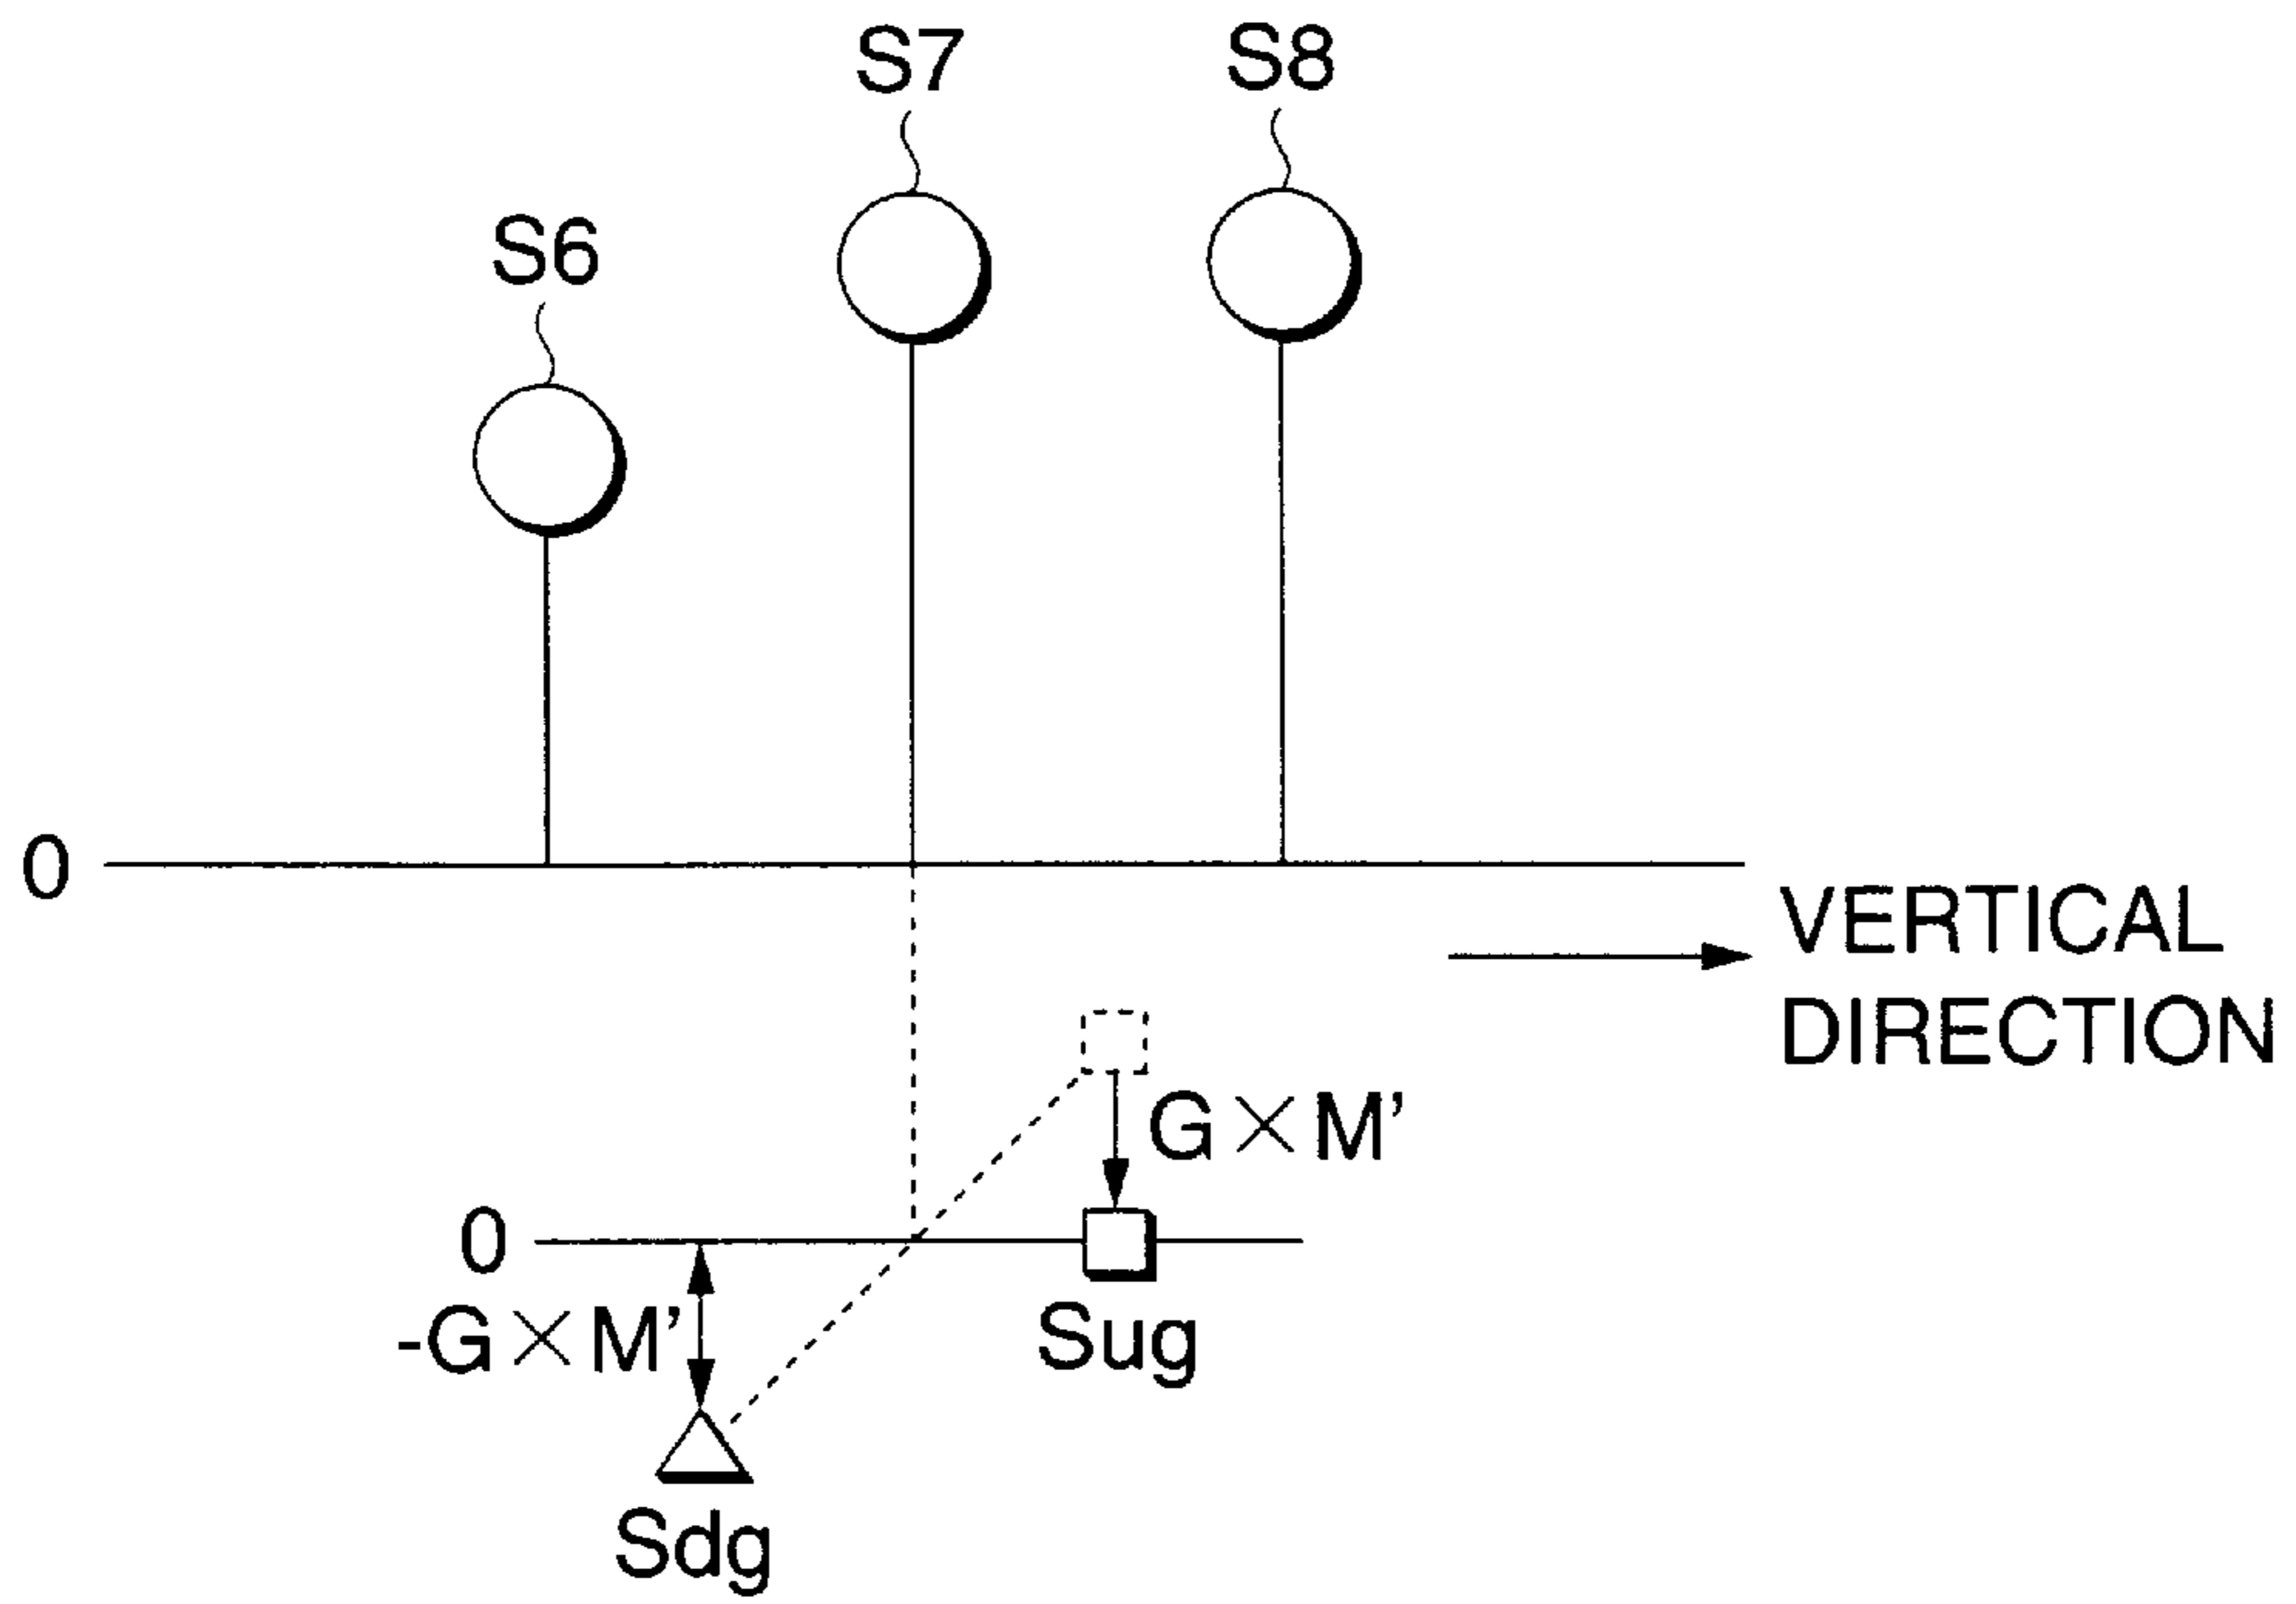 S7
S8
S6
0
VERTICAL
DIRECTION
G×M'
0
-G×M'
Sug
Sdg